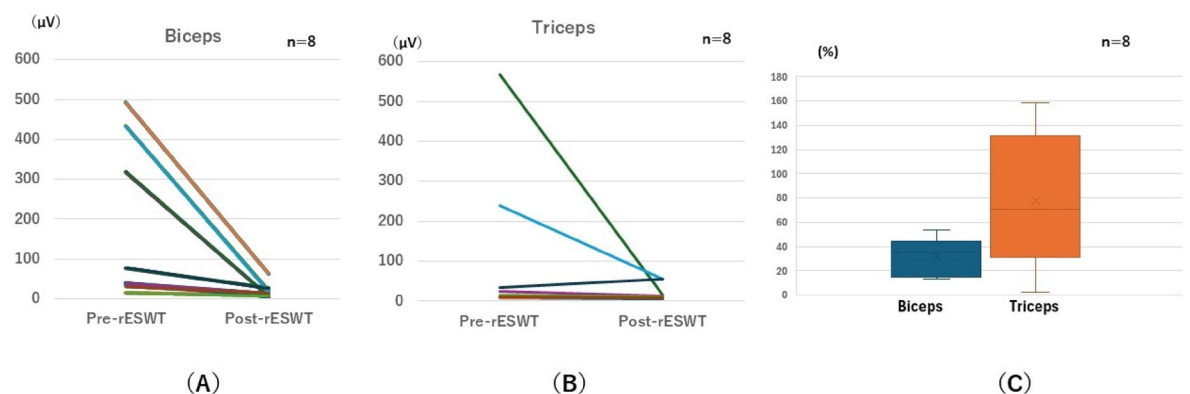 (μV)
Biceps
n=8
600
500
400
300
200
100
0
Pre-rESWT
Post-rESWT
(A)
Triceps
(μV)
n=8
600
500
400
300
200
100
0
Pre-rESWT
Post-rESWT
(B)
n=8
(%)
180
160
140
120
100
80
60
40
20
0
Biceps
Triceps
(C)